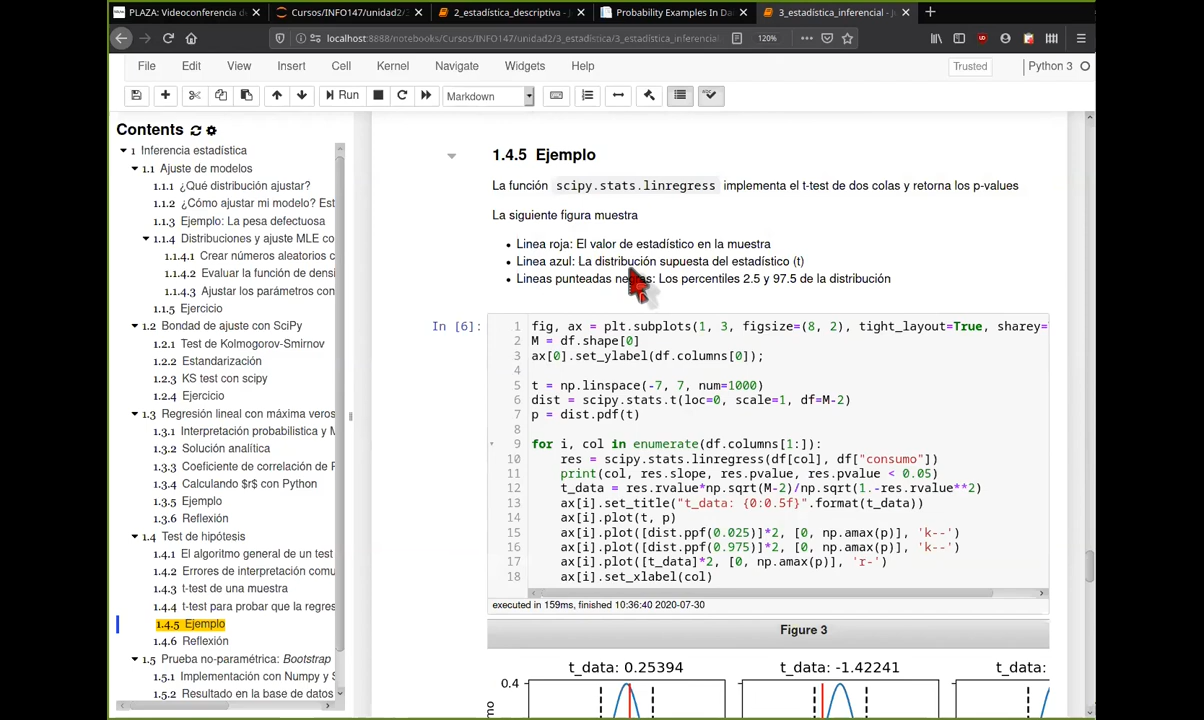 PLAZA: Videoconferencia de
Cursos/INFO147/unidad2/3
2_estadística_descriptiva - J
Probability Examples In Da
3_estadística_inferencial - J
localhost:8888/notebooks/Cursos/INFO147/unidad2/3_estadística/3_estadística_inferencial
120%
File Edit View Insert Cell Kernel Navigate Widgets Help
Trusted
Python 3
Run
Markdown
Contents
1 Inferencia estadística
1.1 Ajuste de modelos
1.1.1 ¿Qué distribución ajustar?
1.1.2 ¿Cómo ajustar mi modelo? Est
1.1.3 Ejemplo: La pesa defectuosa
1.1.4 Distribuciones y ajuste MLE co
1.1.4.1 Crear números aleatorios c
1.1.4.2 Evaluar la función de densi
1.1.4.3 Ajustar los parámetros con
1.1.5 Ejercicio
1.2 Bondad de ajuste con SciPy
1.2.1 Test de Kolmogorov-Smirnov
1.2.2 Estandarización
1.2.3 KS test con scipy
1.2.4 Ejercicio
1.3 Regresión lineal con máxima veros
1.3.1 Interpretación probabilistica y M
1.3.2 Solución analítica
1.3.3 Coeficiente de correlación de P
1.3.4 Calculando $r$ con Python
1.3.5 Ejemplo
1.3.6 Reflexión
1.4 Test de hipótesis
1.4.1 El algoritmo general de un test
1.4.2 Errores de interpretación comu
1.4.3 t-test de una muestra
1.4.4 t-test para probar que la regres
1.4.5 Ejemplo
1.4.6 Reflexión
1.5 Prueba no-paramétrica: Bootstrap
1.5.1 Implementación con Numpy y S
1.5.2 Resultado en la base de datos
1.4.5 Ejemplo
La función scipy.stats.linregress implementa el t-test de dos colas y retorna los p-values
La siguiente figura muestra
• Linea roja: El valor de estadístico en la muestra
• Linea azul: La distribución supuesta del estadístico (t)
• Lineas punteadas negras: Los percentiles 2.5 y 97.5 de la distribución
In [6]:
1 fig, ax = plt.subplots(1, 3, figsize=(8, 2), tight_layout=True, sharey=
2 M = df.shape[0]
3 ax[0].set_ylabel(df.columns[0]);
4
5 t = np.linspace(-7, 7, num=1000)
6 dist = scipy.stats.t(loc=0, scale=1, df=M-2)
7 p = dist.pdf(t)
8
9 for i, col in enumerate(df.columns[1:]):
10 res = scipy.stats.linregress(df[col], df["consumo"])
11 print(col, res.slope, res.pvalue, res.pvalue < 0.05)
12 t_data = res.rvalue*np.sqrt(M-2)/np.sqrt(1.-res.rvalue**2)
13 ax[i].set_title("t_data: {0:0.5f}".format(t_data))
14 ax[i].plot(t, p)
15 ax[i].plot([dist.ppf(0.025)]*2, [0, np.amax(p)], 'k--')
16 ax[i].plot([dist.ppf(0.975)]*2, [0, np.amax(p)], 'k--')
17 ax[i].plot([t_data]*2, [0, np.amax(p)], 'r-')
18 ax[i].set_xlabel(col)
executed in 159ms, finished 10:36:40 2020-07-30
Figure 3
t_data: 0.25394
t_data: -1.42241
t_data:
0.4
mo